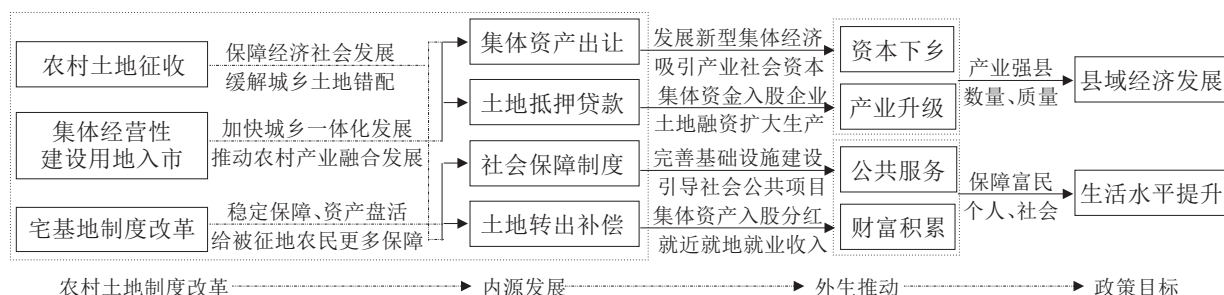 农村土地征收
保障经济社会发展
缓解城乡土地错配
集体经营性
建设用地入市
加快城乡一体化发展
推动农村产业融合发展
宅基地制度改革
稳定保障、资产盘活
给被征地农民更多保障
集体资产出让
土地抵押贷款
社会保障制度
土地转出补偿
发展新型集体经济
吸引产业社会资本
集体资金入股企业
土地融资扩大生产
完善基础设施建设
引导社会公共项目
集体资产入股分红
就近就地就业收入
资本下乡
产业升级
公共服务
财富积累
产业强县
数量、质量
保障富民
个人、社会
县域经济发展
生活水平提升
农村土地制度改革
内源发展
外生推动
政策目标